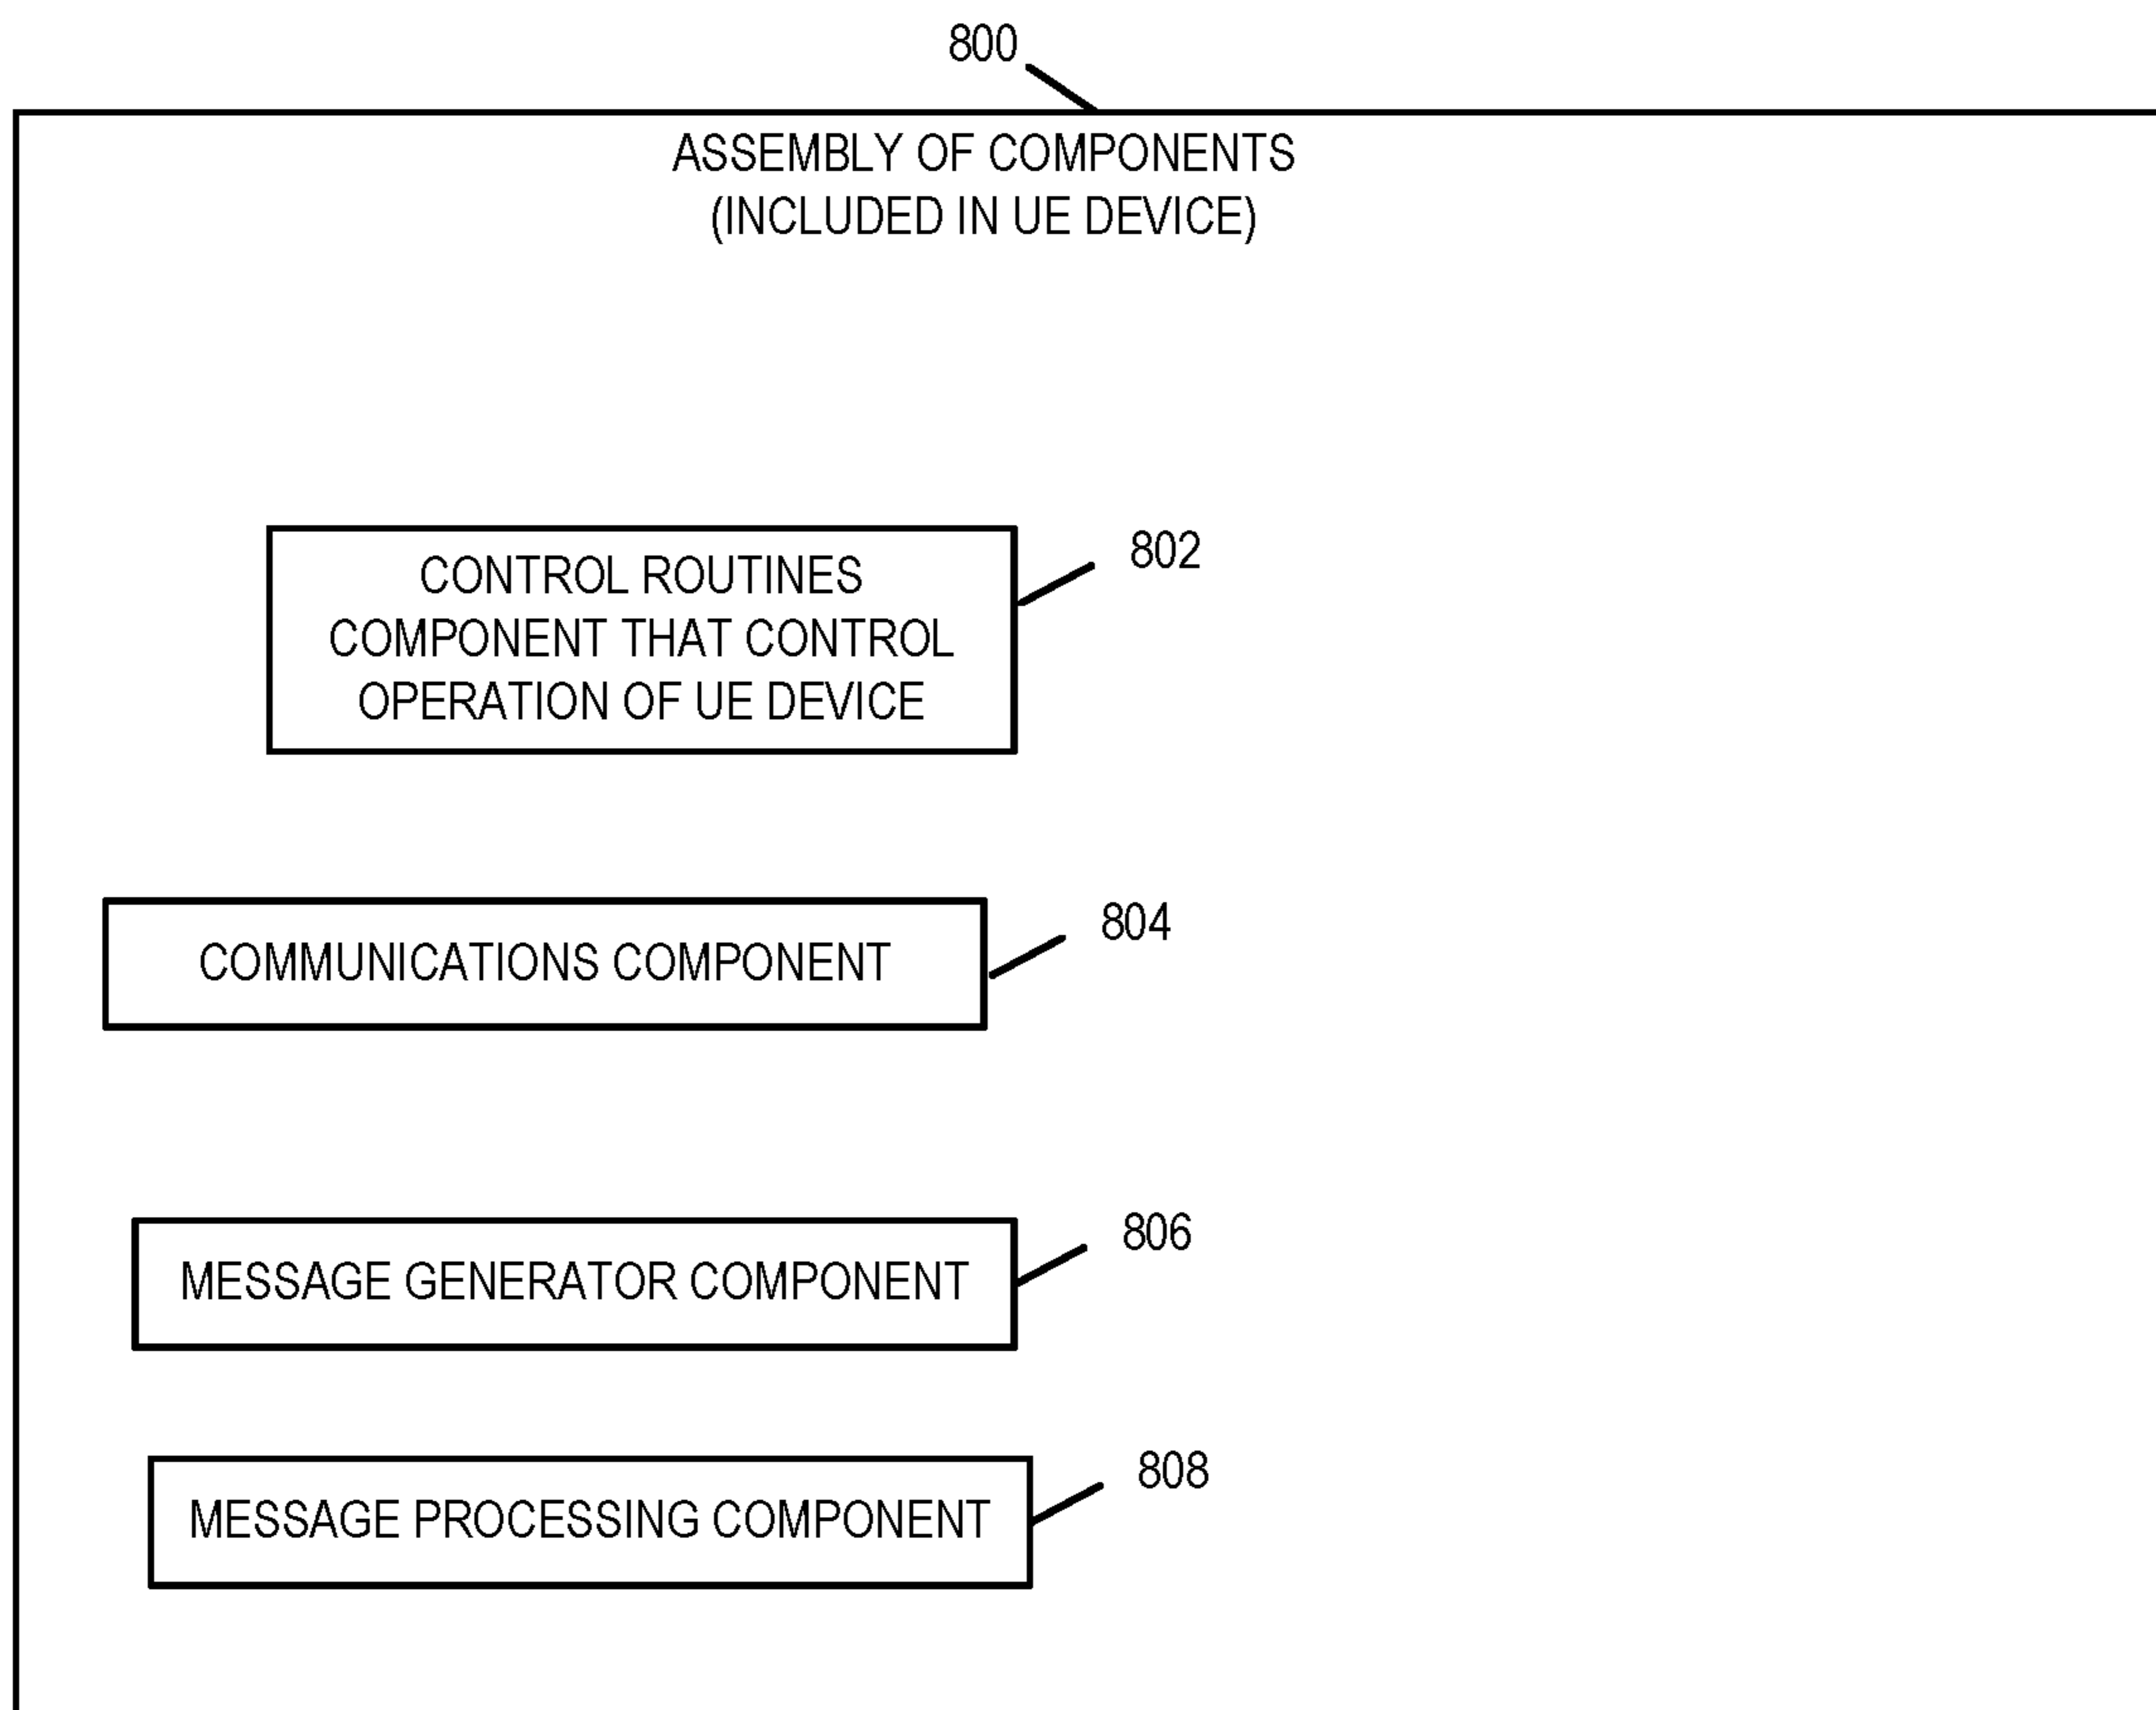 800
ASSEMBLY OF COMPONENTS
(INCLUDED IN UE DEVICE)
CONTROL ROUTINES
COMPONENT THAT CONTROL
OPERATION OF UE DEVICE
802
COMMUNICATIONS COMPONENT
804
MESSAGE GENERATOR COMPONENT
806
MESSAGE PROCESSING COMPONENT
808